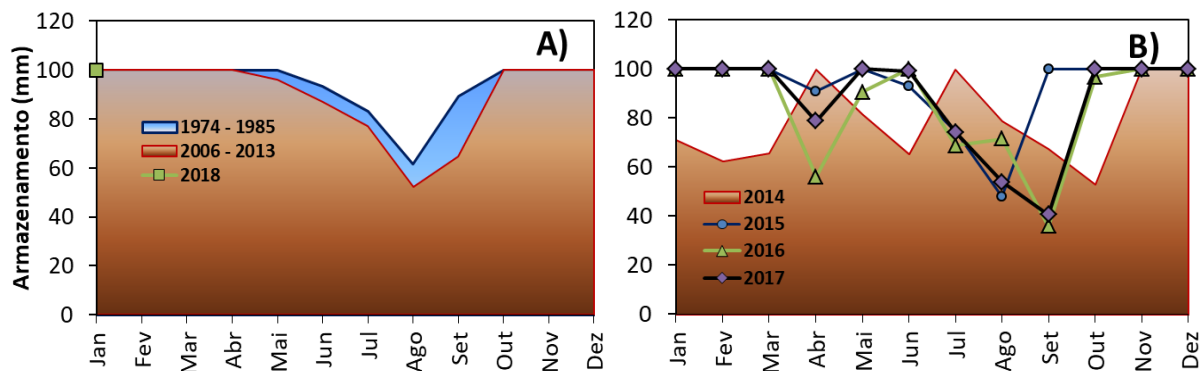 Armazenamento (mm)
120
100
80
60
40
20
0
A)
1974 - 1985
2006 - 2013
2018
Jan
Fev
Mar
Abr
Mai
Jun
Jul
Ago
Set
Out
Nov
Dez
120
100
80
60
40
20
0
B)
2014
2015
2016
2017
Jan
Fev
Mar
Abr
Mai
Jun
Jul
Ago
Set
Out
Nov
Dez